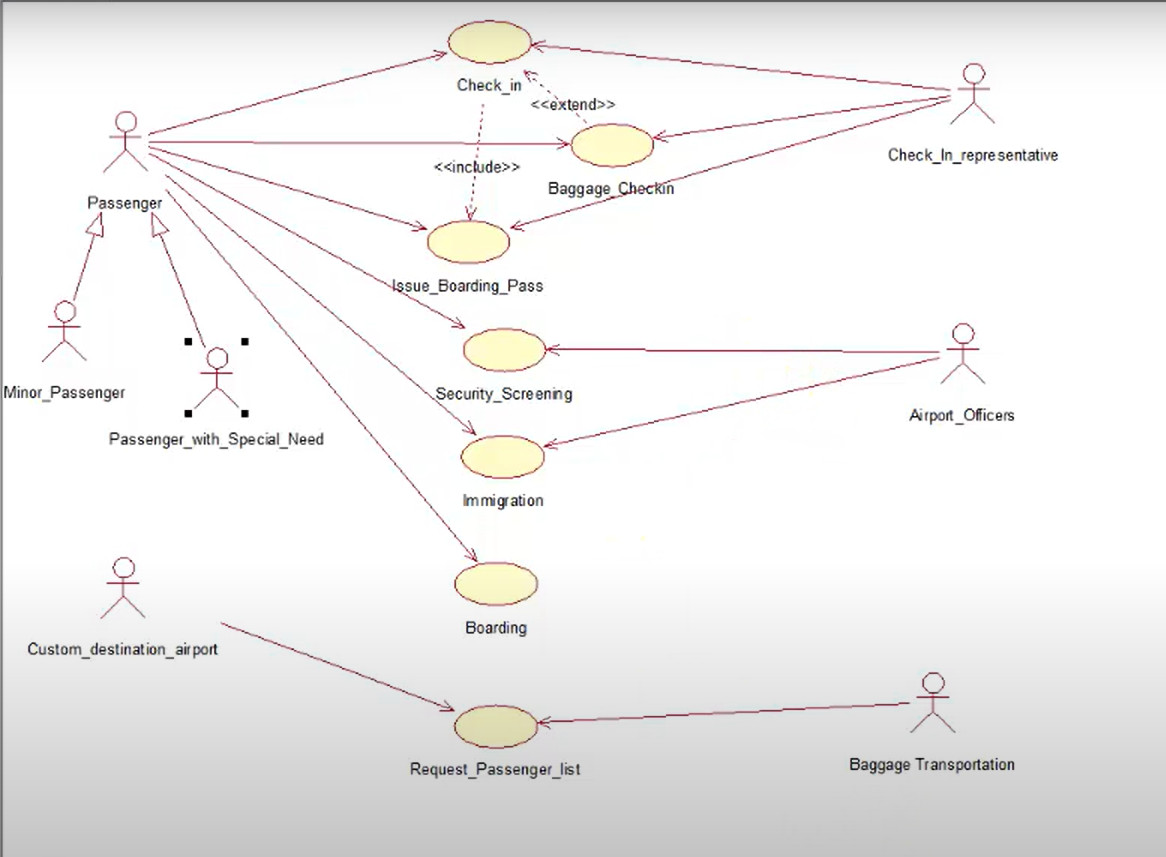 Check_in
<<extend>>
Check_In_representative
<<include>>
Baggage_Checkin
Passenger
Issue_Boarding_Pass
Minor_Passenger
Security_Screening
Airport_Officers
Passenger_with_Special_Need
Immigration
Boarding
Custom_destination_airport
Request_Passenger_list
Baggage Transportation